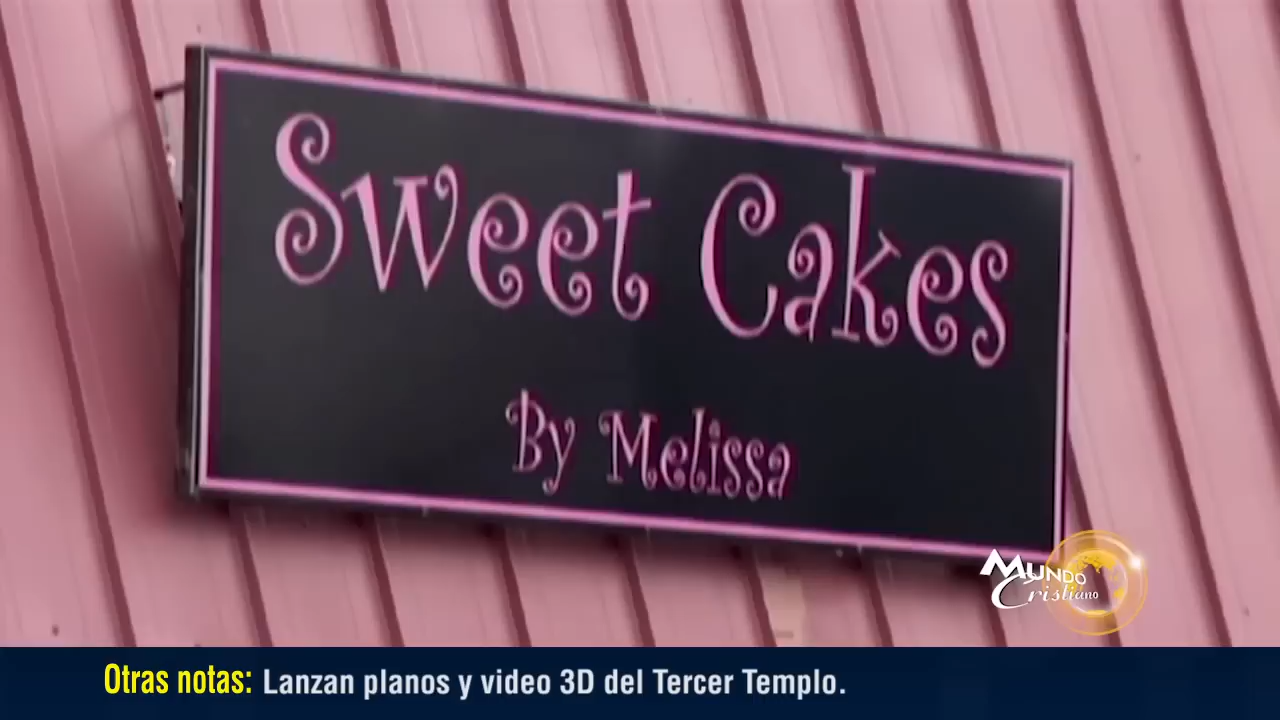 Sweet Cakes
By Melissa
Mundo
Cristiano
Otras notas: Lanzan planos y video 3D del Tercer Templo.